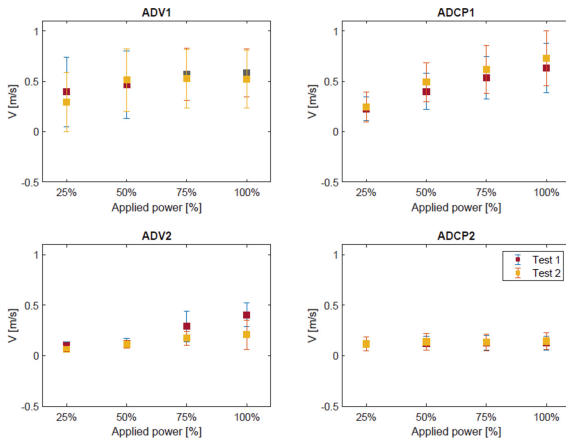 ADV1
1
0.5
0
-0.5
V [m/s]
25% 50% 75% 100%
Applied power [%]
ADCP1
1
0.5
0
-0.5
V [m/s]
25% 50% 75% 100%
Applied power [%]
ADV2
1
0.5
0
-0.5
V [m/s]
25% 50% 75% 100%
Applied power [%]
ADCP2
1
0.5
0
-0.5
V [m/s]
Test 1
Test 2
25% 50% 75% 100%
Applied power [%]